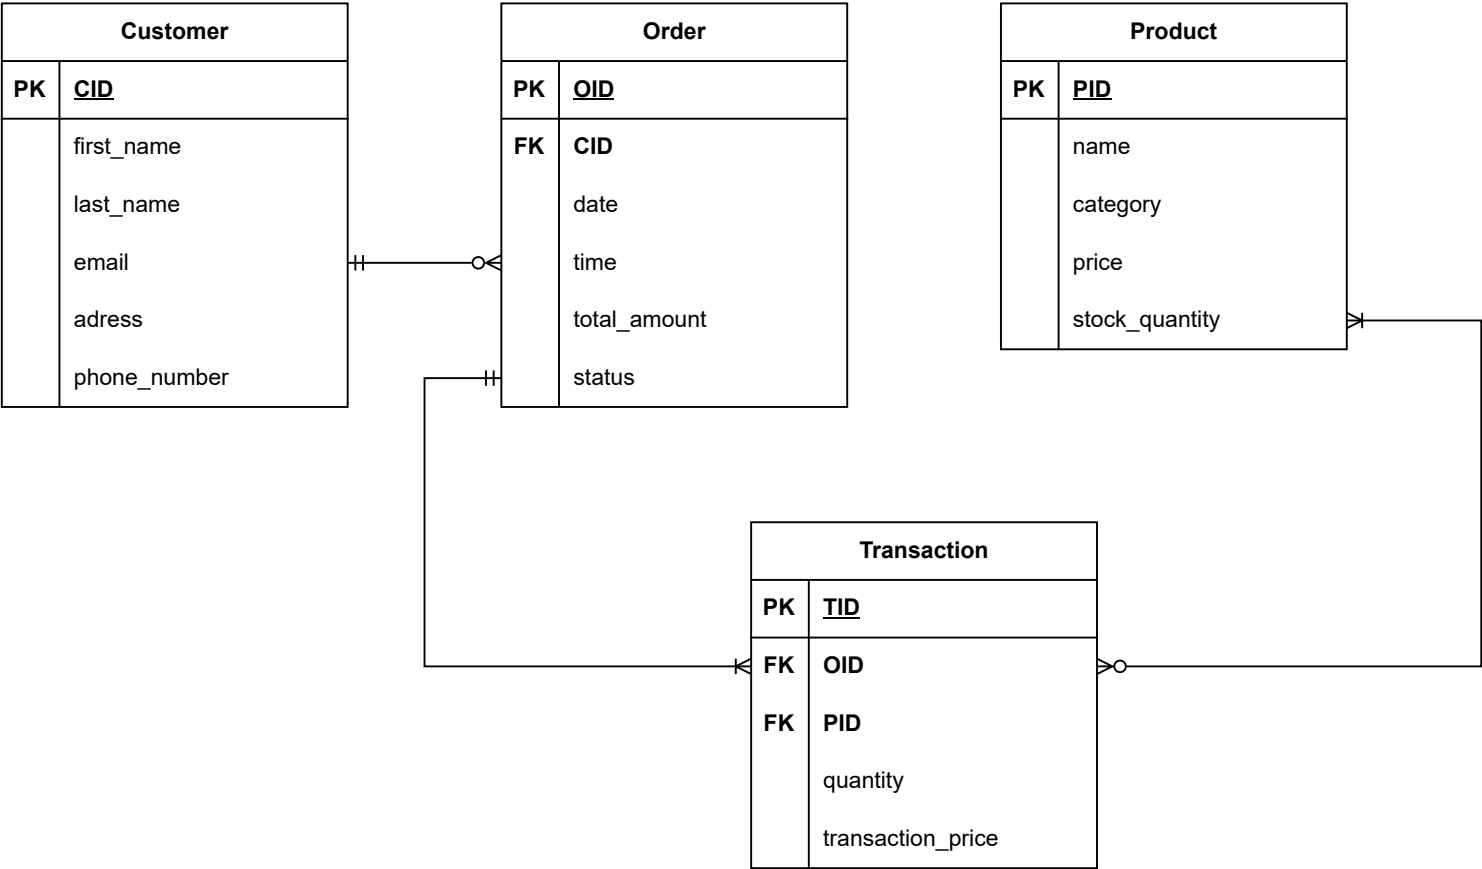 Customer
PK CID
first_name
last_name
email
adress
phone_number
Order
PK OID
FK CID
date
time
total_amount
status
Product
PK PID
name
category
price
stock_quantity
Transaction
PK TID
FK OID
FK PID
quantity
transaction_price